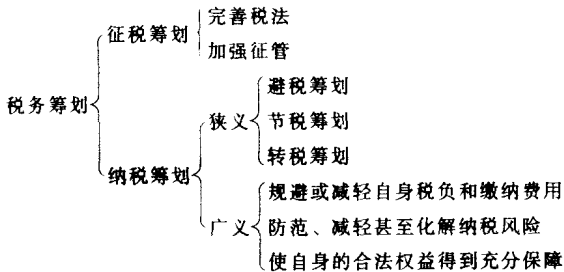 税务筹划
征税筹划
完善税法
加强征管
纳税筹划
狭义
避税筹划
节税筹划
转税筹划
广义
规避或减轻自身税负和缴纳费用
防范、减轻甚至化解纳税风险
使自身的合法权益得到充分保障